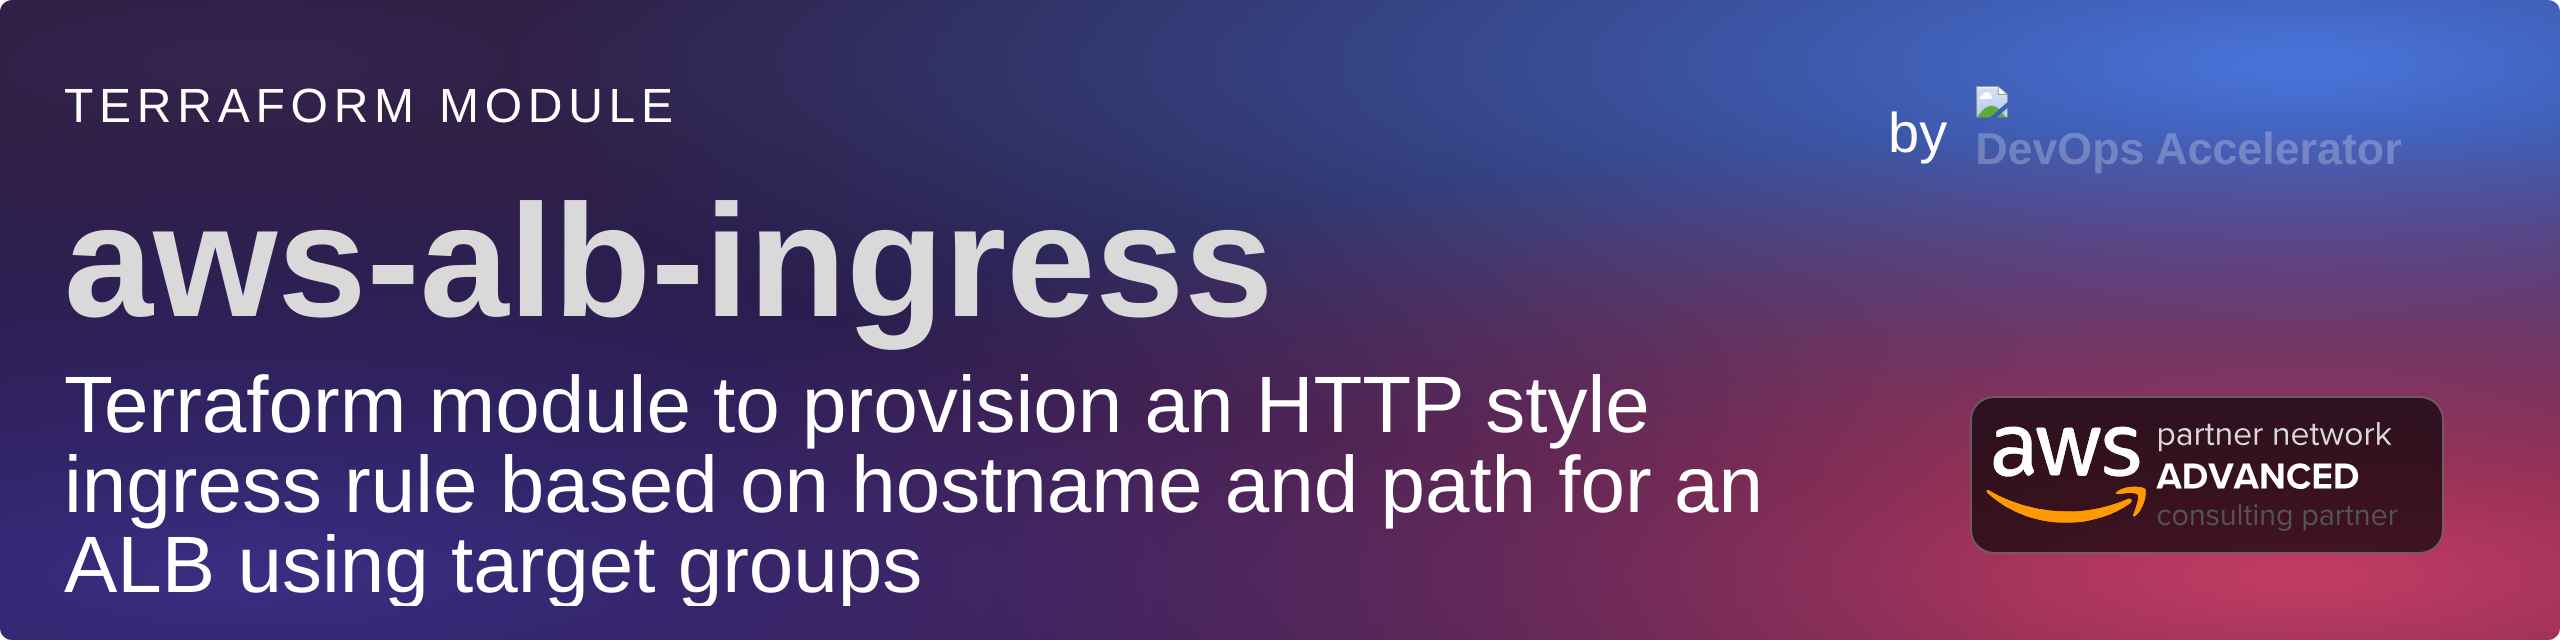 TERRAFORM MODULE
by DevOps Accelerator
aws-alb-ingress
Terraform module to provision an HTTP style
ingress rule based on hostname and path for an
ALB using target groups
aws
partner network
ADVANCED
consulting partner